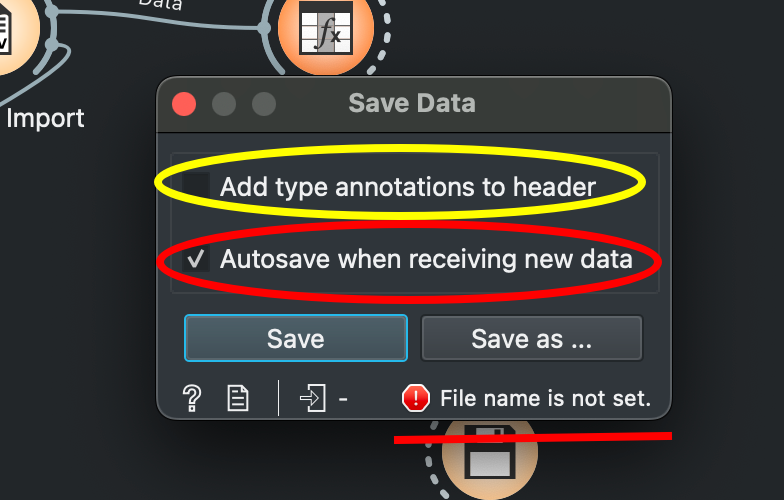 Data
fx
Import
Save Data
Add type annotations to header
Autosave when receiving new data
Save
Save as ...
? -
File name is not set.